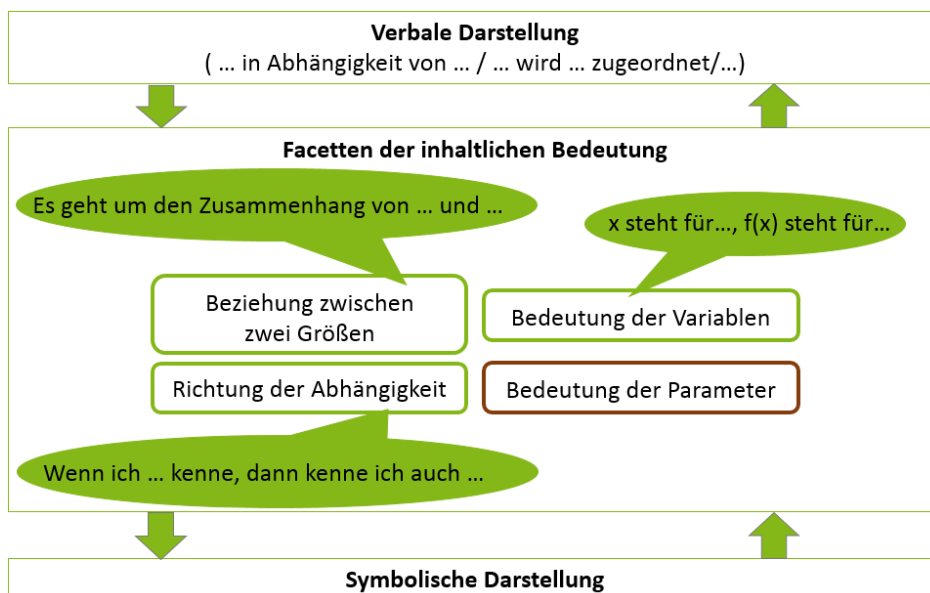 Verbale Darstellung
( … in Abhängigkeit von … / … wird … zugeordnet/…)
Facetten der inhaltlichen Bedeutung
Es geht um den Zusammenhang von … und …
x steht für…, f(x) steht für…
Beziehung zwischen
zwei Größen
Bedeutung der Variablen
Richtung der Abhängigkeit
Bedeutung der Parameter
Wenn ich … kenne, dann kenne ich auch …
Symbolische Darstellung